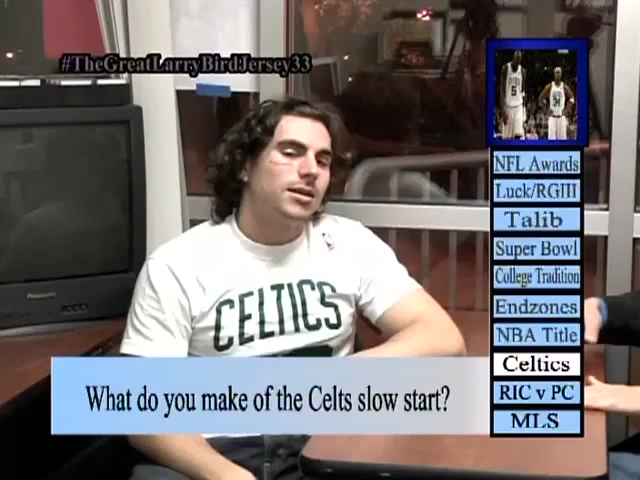 #TheGreatLarryBirdJersey33
NFL Awards
Luck/RGIII
Talib
Super Bowl
College Tradition
Endzones
NBA Title
Celtics
RIC v PC
MLS
CELTICS
What do you make of the Celts slow start?